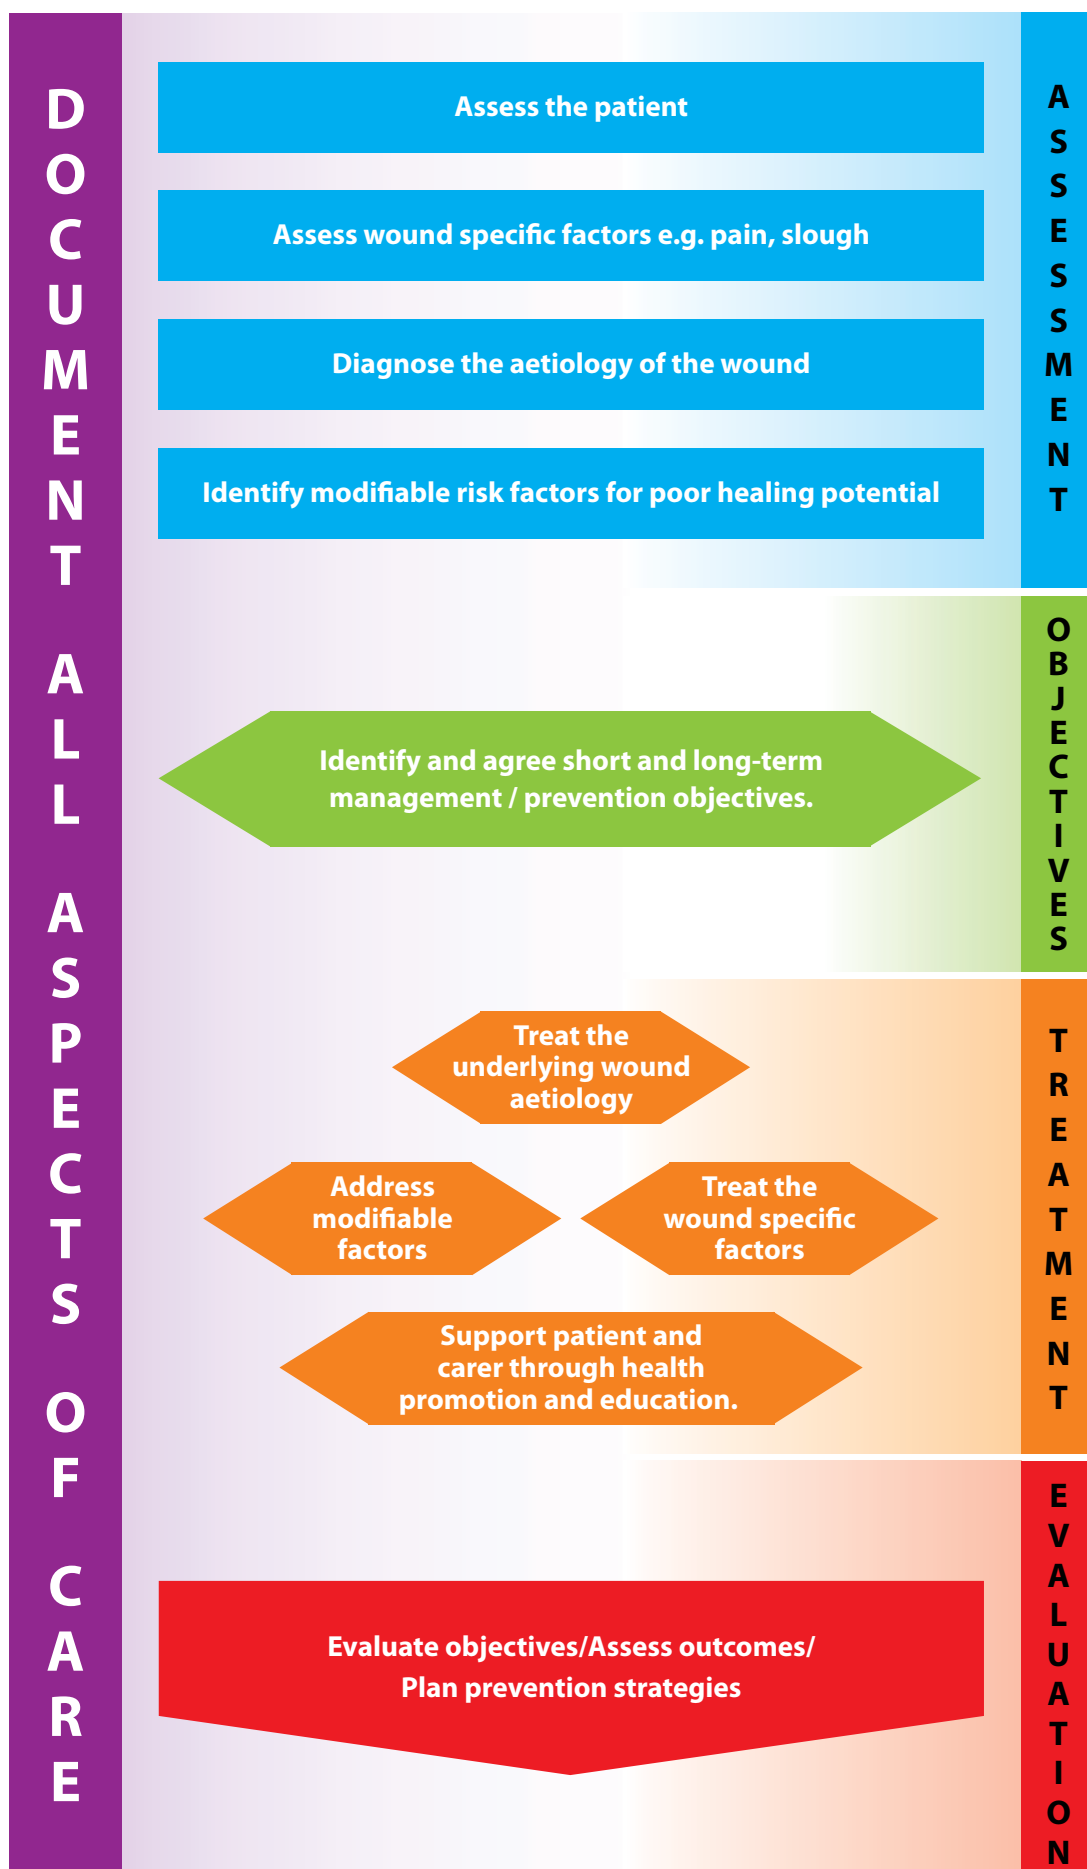 DOCUMENT ALL ASPECTS OF CARE
ASSESSMENT
Assess the patient
Assess wound specific factors e.g. pain, slough
Diagnose the aetiology of the wound
Identify modifiable risk factors for poor healing potential
OBJECTIVES
Identify and agree short and long-term
management / prevention objectives.
TREATMENT
Treat the
underlying wound
aetiology
Address
modifiable
factors
Treat the
wound specific
factors
Support patient and
carer through health
promotion and education.
EVALUATION
Evaluate objectives/Assess outcomes/
Plan prevention strategies